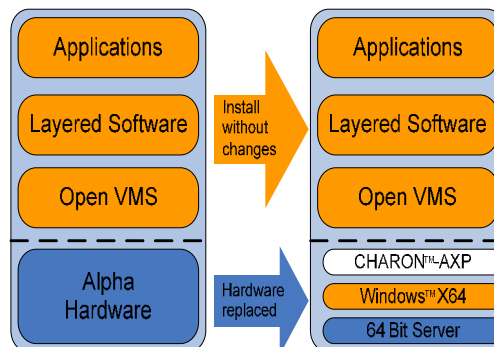 Applications
Layered Software
Open VMS
Alpha
Hardware
Install
without
changes
Hardware
replaced
Applications
Layered Software
Open VMS
CHARON™-AXP
Windows™ X64
64 Bit Server